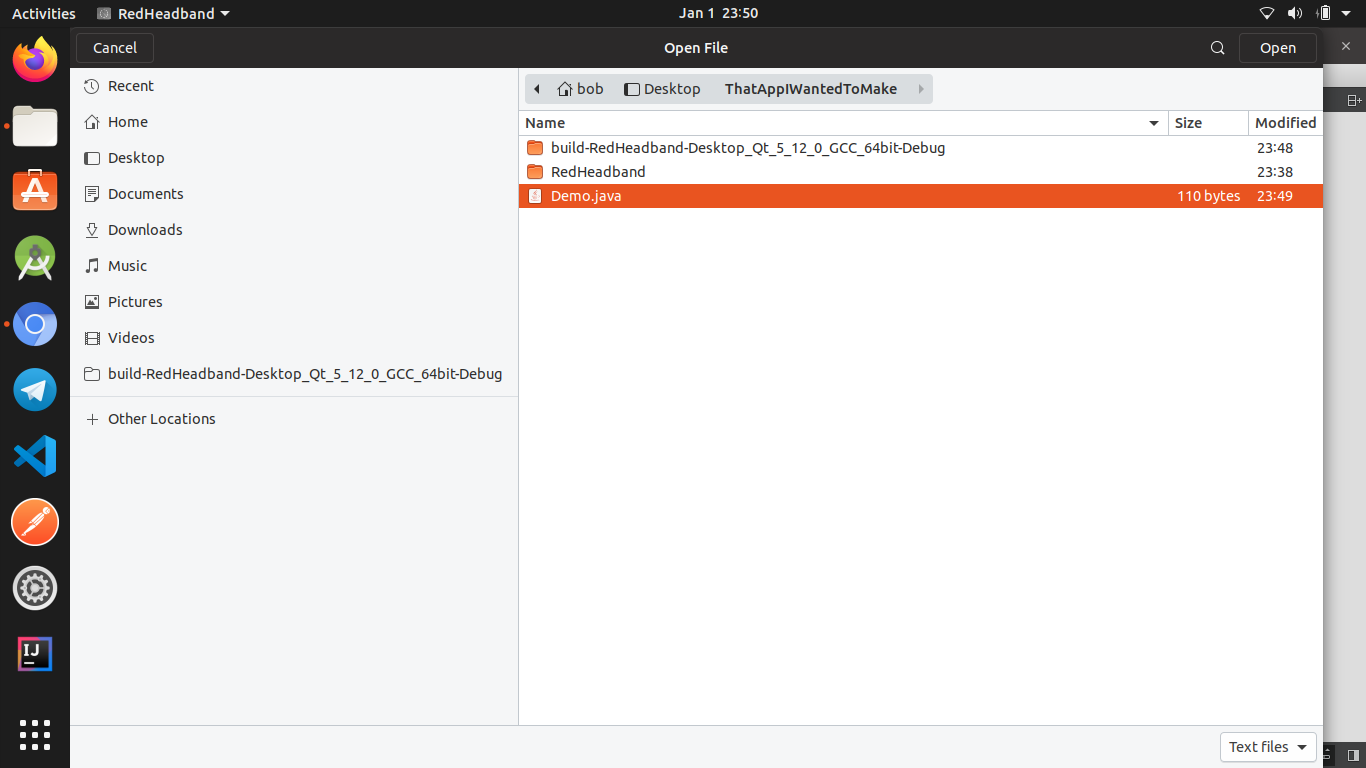 Activities RedHeadband Jan 1 23:50
Cancel Open File Open
Recent
Home
Desktop
Documents
Downloads
Music
Pictures
Videos
build-RedHeadband-Desktop_Qt_5_12_0_GCC_64bit-Debug
Other Locations
bob Desktop ThatAppIWantedToMake
Name Size Modified
build-RedHeadband-Desktop_Qt_5_12_0_GCC_64bit-Debug 23:48
RedHeadband 23:38
Demo.java 110 bytes 23:49
Text files
IJ